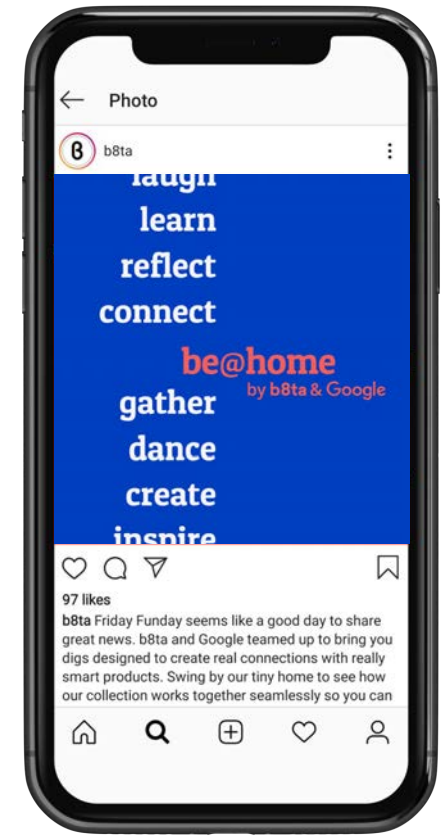 Photo
b8ta
laugh
learn
reflect
connect
be@home
by b8ta & Google
gather
dance
create
inspire
97 likes
b8ta Friday Funday seems like a good day to share
great news. b8ta and Google teamed up to bring you
digs designed to create real connections with really
smart products. Swing by our tiny home to see how
our collection works together seamlessly so you can